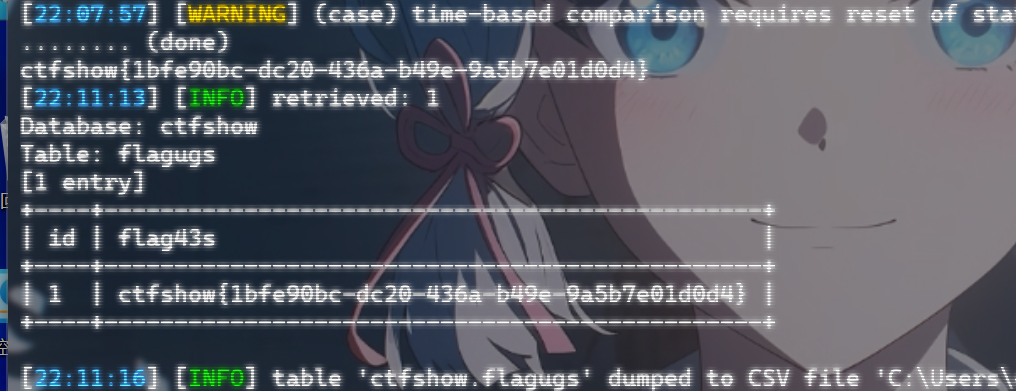 [22:07:57] [WARNING] (case) time-based comparison requires reset of
........ (done)
ctfshow{1bfe90bc-dc20-436a-b49e-9a5b7e01d0d4}
[22:11:13] [INFO] retrieved: 1
Database: ctfshow
Table: flagugs
[1 entry]
+----+-----------------------------------------------+
| id | flag43s                                       |
+----+-----------------------------------------------+
| 1  | ctfshow{1bfe90bc-dc20-436a-b49e-9a5b7e01d0d4} |
+----+-----------------------------------------------+
[22:11:16] [INFO] table 'ctfshow.flagugs' dumped to CSV file 'C:\Users\